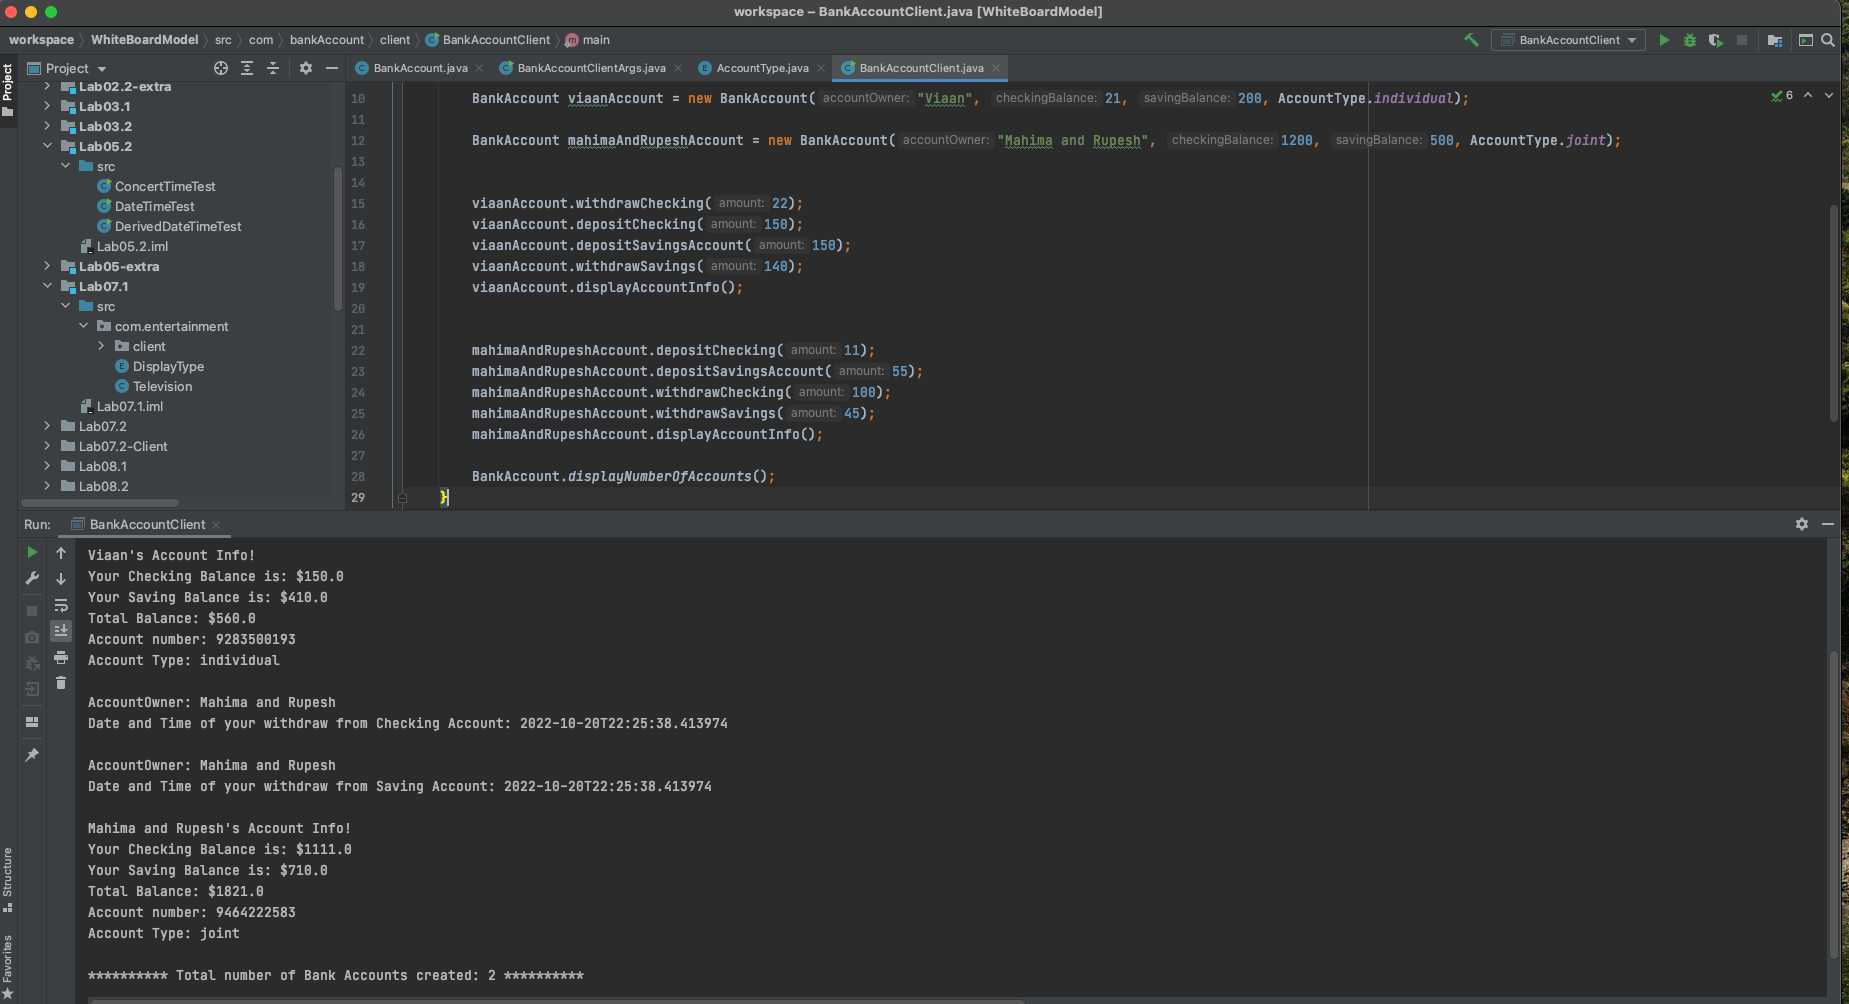 workspace – BankAccountClient.java [WhiteBoardModel]
workspace WhiteBoardModel src com bankAccount client BankAccountClient main
BankAccountClient
Project
Project
BankAccount.java BankAccountClientArgs.java AccountType.java BankAccountClient.java
Lab02.2-extra
Lab03.1
Lab03.2
Lab05.2
src
ConcertTimeTest
DateTimeTest
DerivedDateTimeTest
Lab05.2.iml
Lab05-extra
Lab07.1
src
com.entertainment
client
DisplayType
Television
Lab07.1.iml
Lab07.2
Lab07.2-Client
Lab08.1
Lab08.2
6
10 BankAccount viaanAccount = new BankAccount( accountOwner: "Viaan", checkingBalance: 21, savingBalance: 200, AccountType.individual);
11
12 BankAccount mahimaAndRupeshAccount = new BankAccount( accountOwner: "Mahima and Rupesh", checkingBalance: 1200, savingBalance: 500, AccountType.joint);
13
14
15 viaanAccount.withdrawChecking( amount: 22);
16 viaanAccount.depositChecking( amount: 150);
17 viaanAccount.depositSavingsAccount( amount: 150);
18 viaanAccount.withdrawSavings( amount: 140);
19 viaanAccount.displayAccountInfo();
20
21
22 mahimaAndRupeshAccount.depositChecking( amount: 11);
23 mahimaAndRupeshAccount.depositSavingsAccount( amount: 55);
24 mahimaAndRupeshAccount.withdrawChecking( amount: 100);
25 mahimaAndRupeshAccount.withdrawSavings( amount: 45);
26 mahimaAndRupeshAccount.displayAccountInfo();
27
28 BankAccount.displayNumberOfAccounts();
29 }
Run: BankAccountClient
Viaan's Account Info!
Your Checking Balance is: $150.0
Your Saving Balance is: $410.0
Total Balance: $560.0
Account number: 9283500193
Account Type: individual
AccountOwner: Mahima and Rupesh
Date and Time of your withdraw from Checking Account: 2022-10-20T22:25:38.413974
AccountOwner: Mahima and Rupesh
Date and Time of your withdraw from Saving Account: 2022-10-20T22:25:38.413974
Mahima and Rupesh's Account Info!
Your Checking Balance is: $1111.0
Your Saving Balance is: $710.0
Total Balance: $1821.0
Account number: 9464222583
Account Type: joint
********** Total number of Bank Accounts created: 2 **********
Structure
Favorites